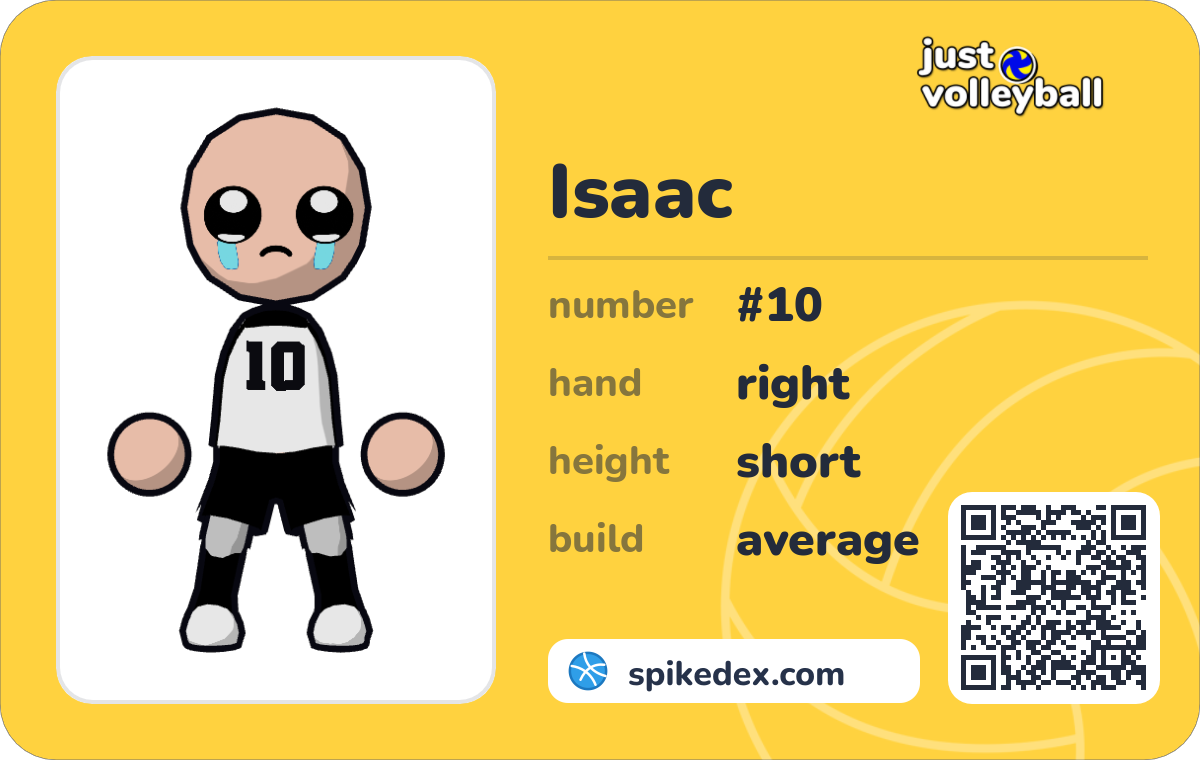 just
volleyball
Isaac
number #10
hand right
height short
build average
10
spikedex.com